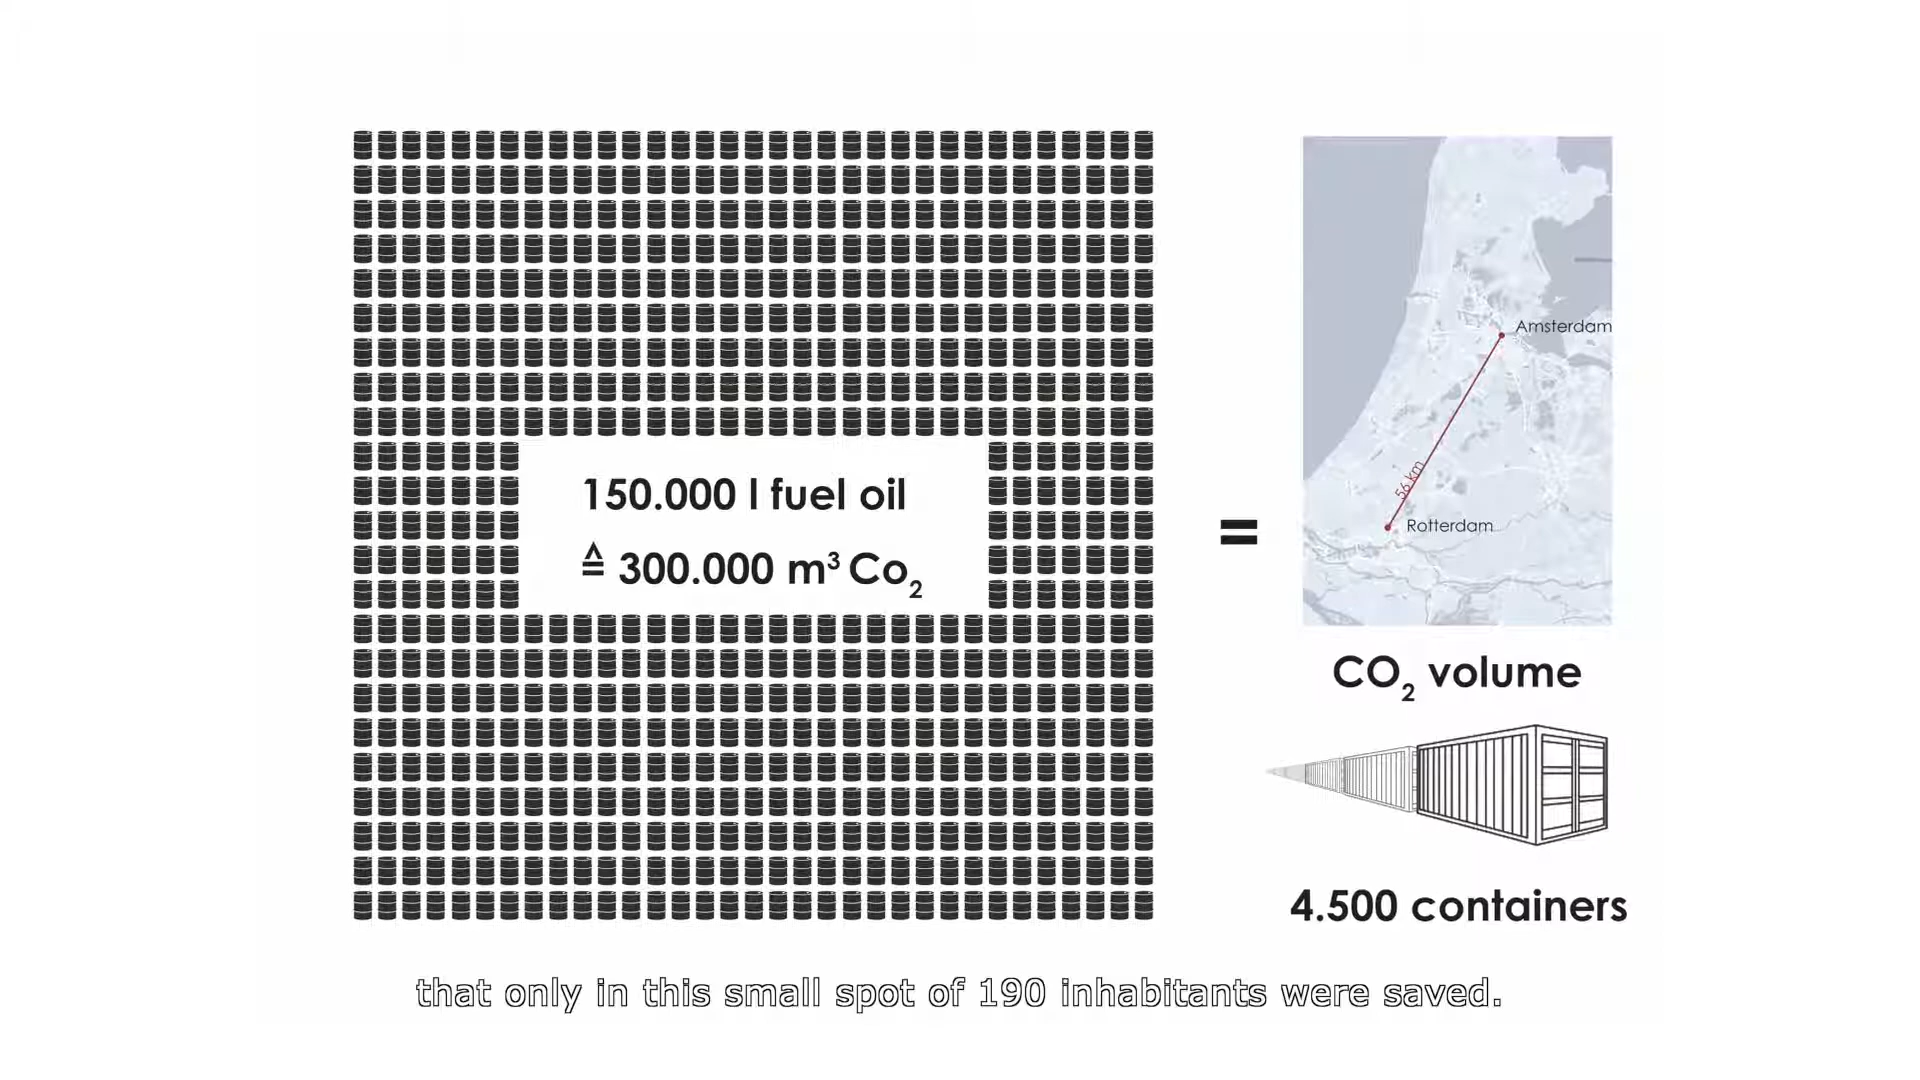 150.000 l fuel oil
≙ 300.000 m³ Co₂
=
Amsterdam
56 km
Rotterdam
CO₂ volume
4.500 containers
that only in this small spot of 190 inhabitants were saved.